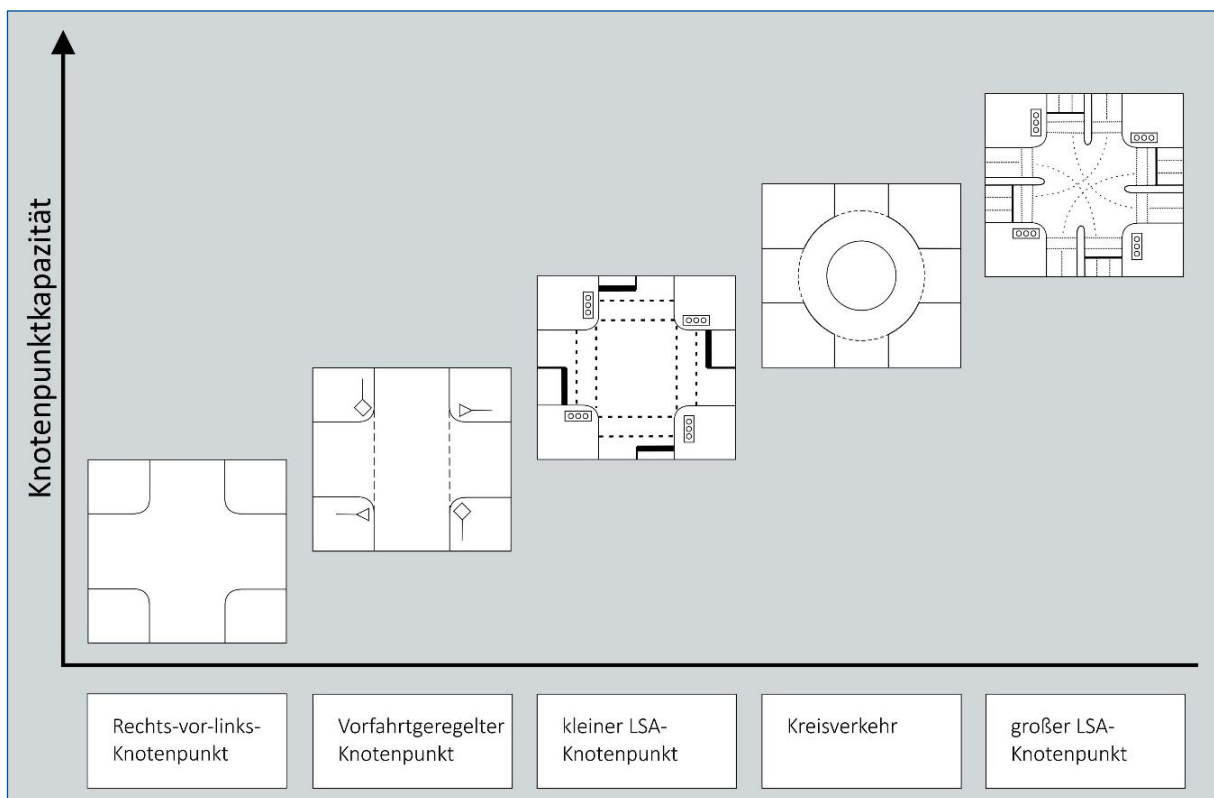 Knotenpunktkapazität
Rechts-vor-links-
Knotenpunkt
Vorfahrtgeregelter
Knotenpunkt
kleiner LSA-
Knotenpunkt
Kreisverkehr
großer LSA-
Knotenpunkt